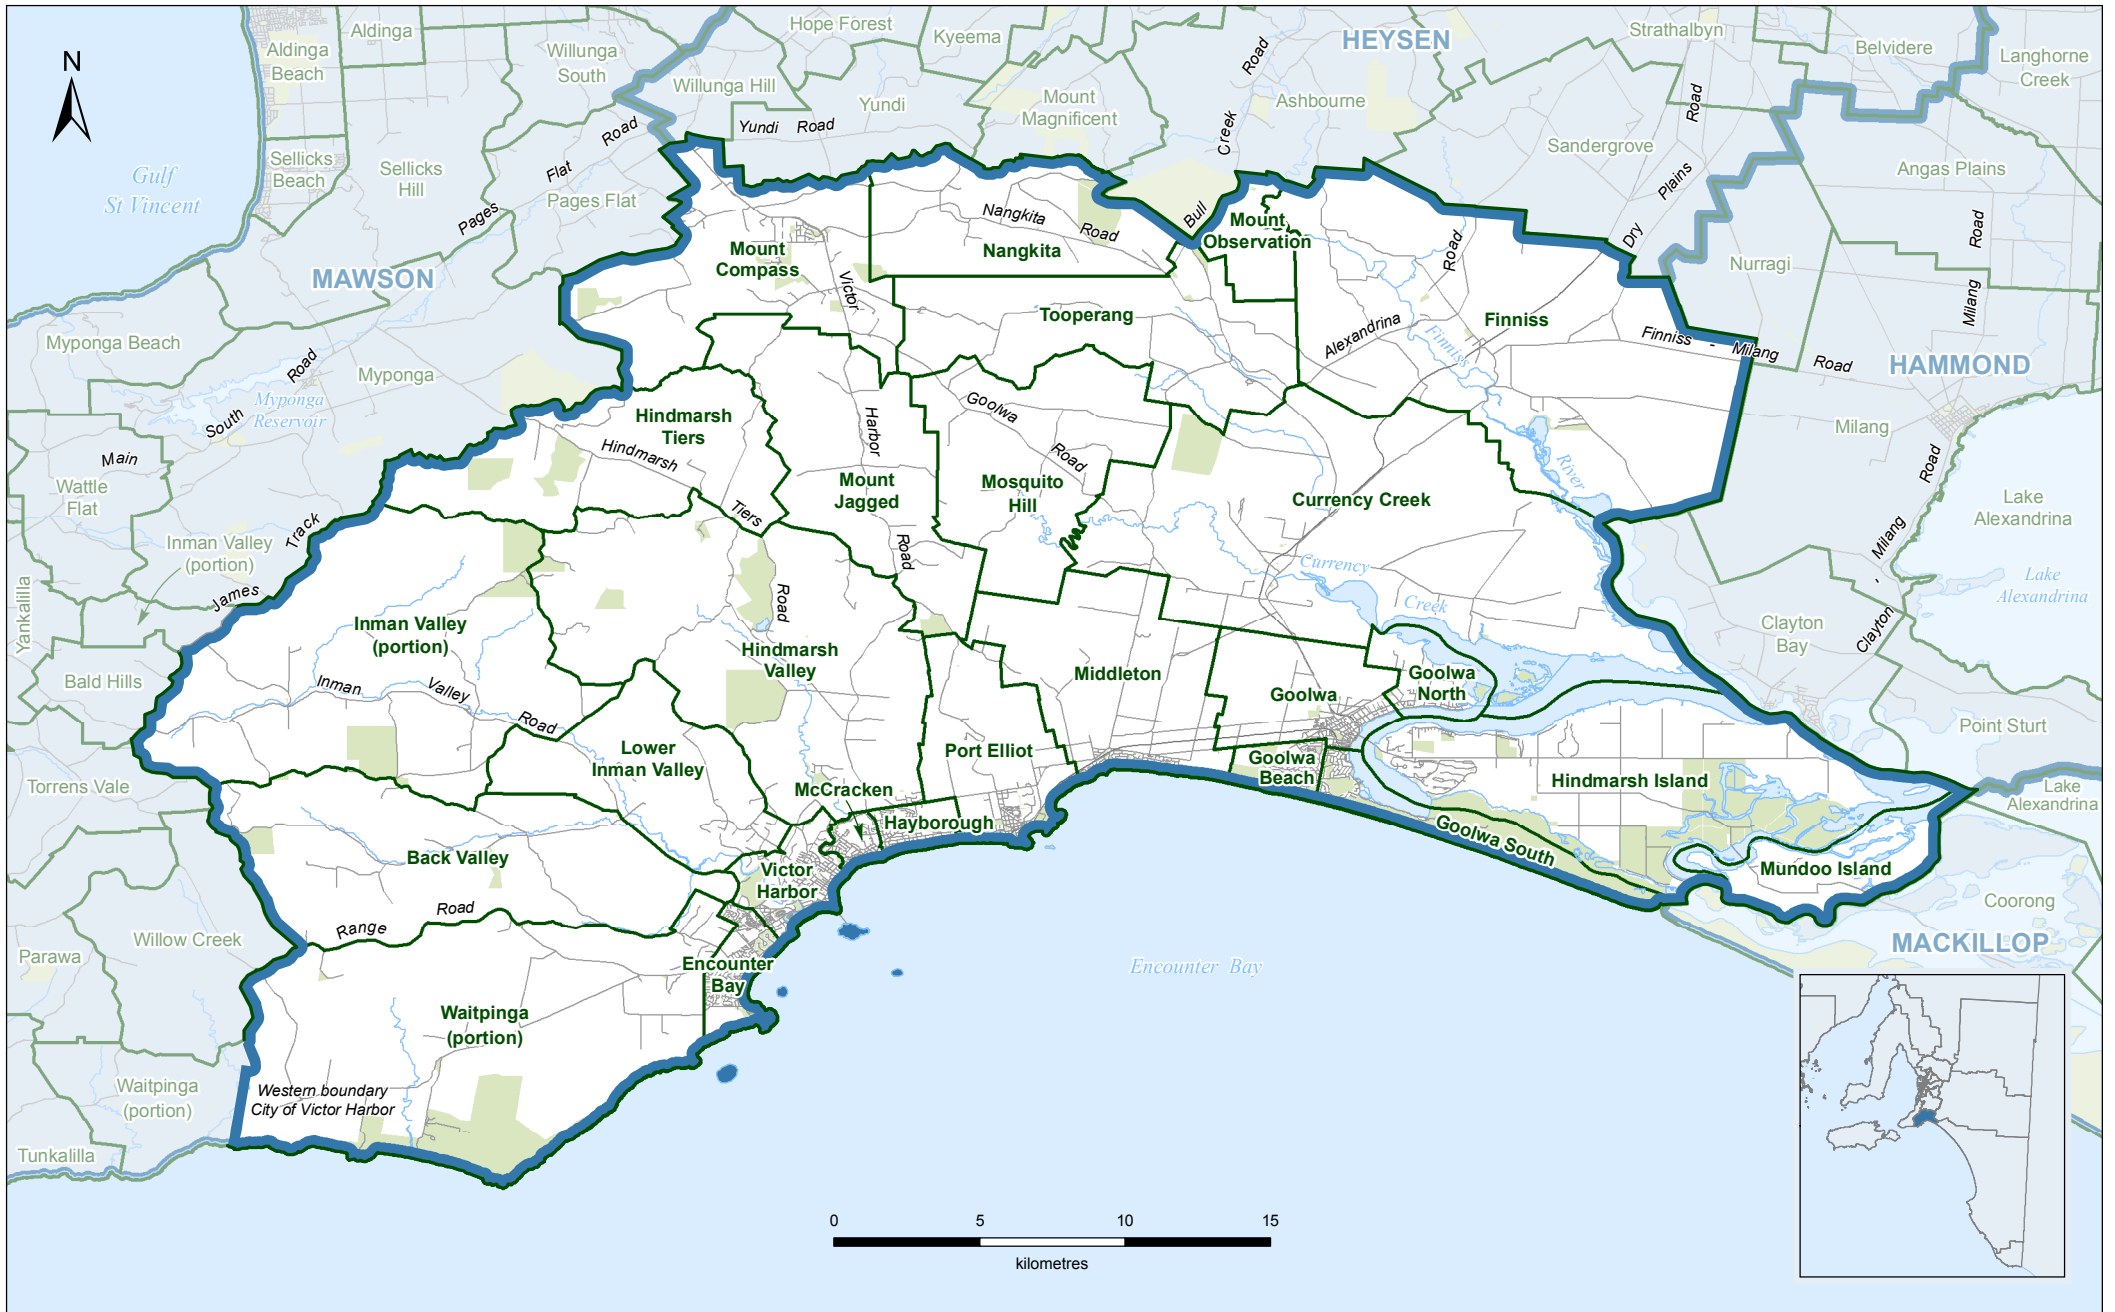 N
Gulf
St Vincent
Aldinga
Beach
Aldinga
Willunga
South
Willunga Hill
Hope Forest
Kyeema
Yundi
Yundi Road
Mount
Magnificent
HEYSEN
Ashbourne
Strathalbyn
Belvidere
Langhorne
Creek
Sandergrove
Angas Plains
Nurragi
Sellicks
Beach
Sellicks
Hill
Pages Flat
Pages Flat Road
MAWSON
Bull Creek Road
Dry Plains Road
Milang Road
Mount
Compass
Nangkita
Nangkita Road
Mount
Observation
Tooperang
Alexandrina Road
Finniss
Finniss - Milang Road
Finniss River
HAMMOND
Milang
Myponga Beach
Myponga
Myponga
Reservoir
Main South Road
Wattle
Flat
Inman Valley
(portion)
James Track
Yankalilla
Bald Hills
Torrens Vale
Hindmarsh
Tiers
Hindmarsh Tiers Road
Victor Harbor Road
Mount
Jagged
Goolwa Road
Mosquito
Hill
Currency Creek
Currency Creek
Lake
Alexandrina
Lake
Alexandrina
Clayton - Milang Road
Clayton
Bay
Point Sturt
Lake
Alexandrina
Inman Valley
(portion)
Inman Valley Road
Hindmarsh
Valley
Lower
Inman Valley
Middleton
Goolwa
Goolwa
North
Port Elliot
Goolwa
Beach
McCracken
Hayborough
Hindmarsh Island
Goolwa South
Mundoo Island
Coorong
MACKILLOP
Back Valley
Victor
Harbor
Range Road
Encounter
Bay
Encounter Bay
Waitpinga
(portion)
Western boundary
City of Victor Harbor
Parawa
Willow Creek
Waitpinga
(portion)
Tunkalilla
0 5 10 15
kilometres